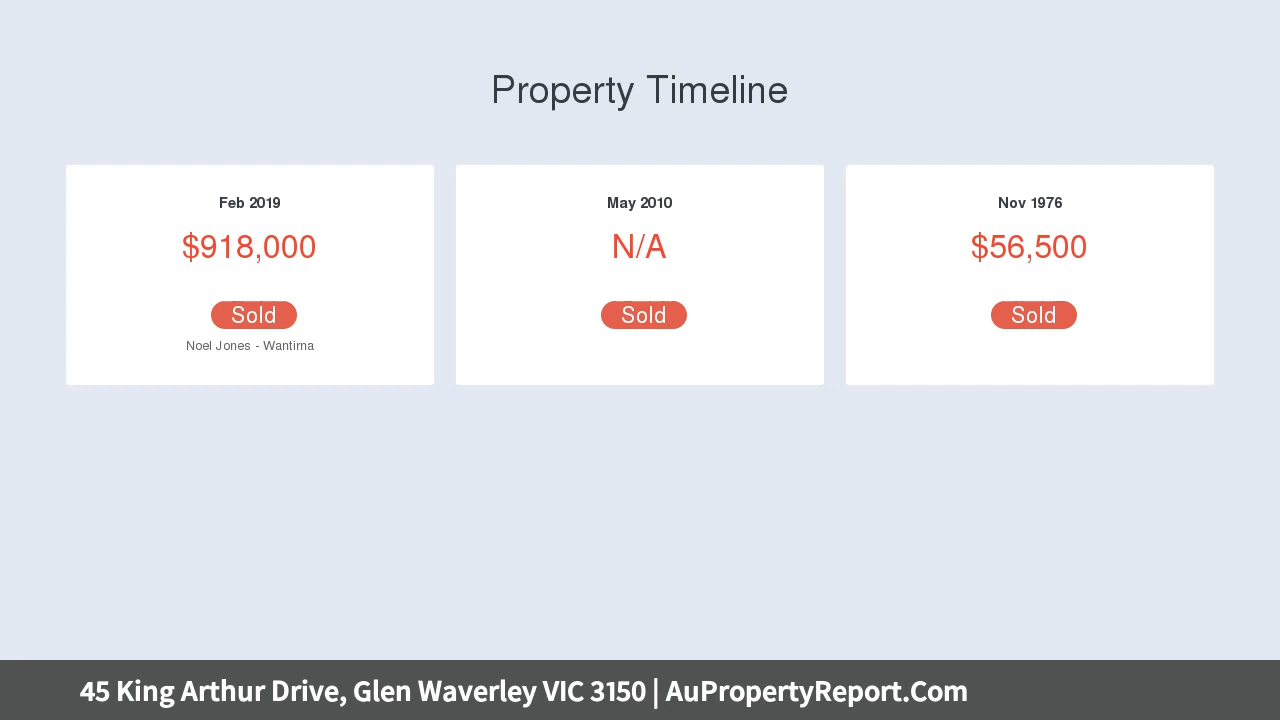 Property Timeline
Feb 2019
$918,000
Sold
Noel Jones - Wantirna
May 2010
N/A
Sold
Nov 1976
$56,500
Sold
45 King Arthur Drive, Glen Waverley VIC 3150 | AuPropertyReport.Com